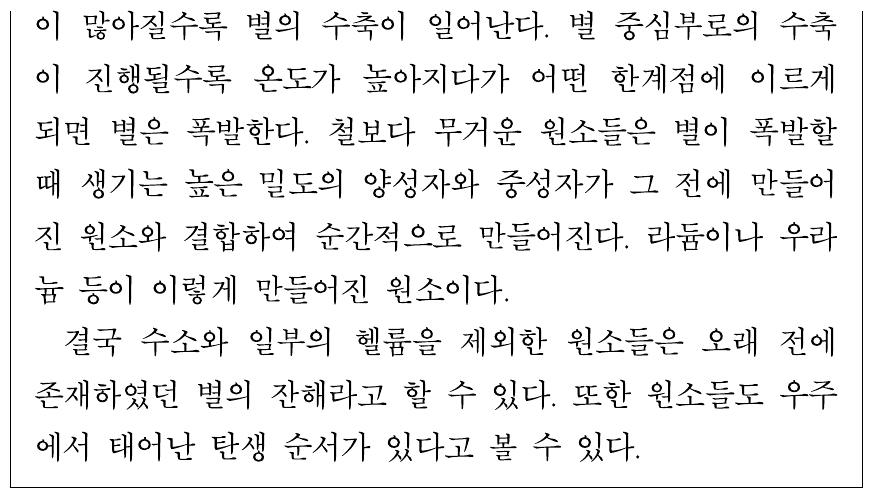 이 많아질수록 별의 수축이 일어난다. 별 중심부로의 수축
이 진행될수록 온도가 높아지다가 어떤 한계점에 이르게
되면 별은 폭발한다. 철보다 무거운 원소들은 별이 폭발할
때 생기는 높은 밀도의 양성자와 중성자가 그 전에 만들어
진 원소와 결합하여 순간적으로 만들어진다. 라듐이나 우라
늄 등이 이렇게 만들어진 원소이다.
결국 수소와 일부의 헬륨을 제외한 원소들은 오래 전에
존재하였던 별의 잔해라고 할 수 있다. 또한 원소들도 우주
에서 태어난 탄생 순서가 있다고 볼 수 있다.